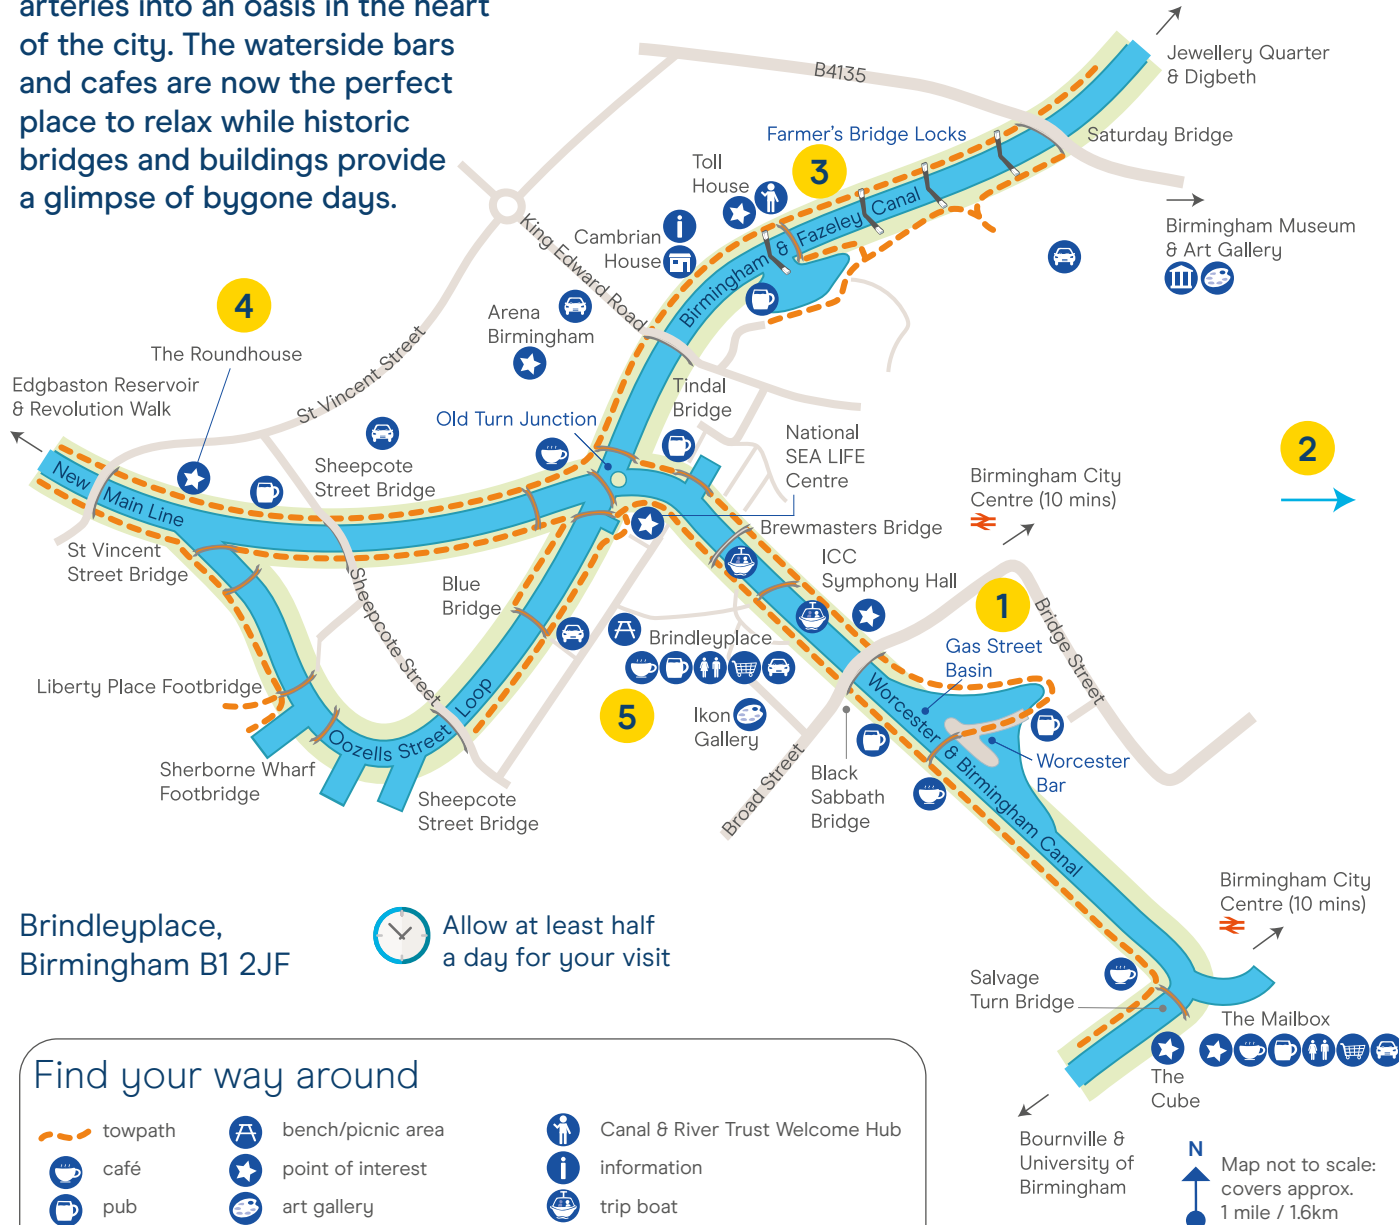 arteries into an oasis in the heart
of the city. The waterside bars
and cafes are now the perfect
place to relax while historic
bridges and buildings provide
a glimpse of bygone days.
B4135
Jewellery Quarter
& Digbeth
Farmer's Bridge Locks
Saturday Bridge
3
Toll
House
Birmingham & Fazeley Canal
Birmingham Museum
& Art Gallery
King Edward Road
Cambrian
House
4
The Roundhouse
Arena
Birmingham
St Vincent Street
Edgbaston Reservoir
& Revolution Walk
Tindal
Bridge
Old Turn Junction
National
SEA LIFE
Centre
2
Sheepcote
Street Bridge
New Main Line
Birmingham City
Centre (10 mins)
Brewmasters Bridge
St Vincent
Street Bridge
ICC
Symphony Hall
Blue
Bridge
Sheepcote Street
1
Bridge Street
Brindleyplace
Gas Street
Basin
Liberty Place Footbridge
5
Ikon
Gallery
Oozells Street Loop
Worcester & Birmingham Canal
Broad Street
Black
Sabbath
Bridge
Worcester
Bar
Sherborne Wharf
Footbridge
Sheepcote
Street Bridge
Birmingham City
Centre (10 mins)
Brindleyplace,
Birmingham B1 2JF
Allow at least half
a day for your visit
Salvage
Turn Bridge
The Mailbox
The
Cube
Bournville &
University of
Birmingham
N
Map not to scale:
covers approx.
1 mile / 1.6km
Find your way around
towpath
bench/picnic area
Canal & River Trust Welcome Hub
café
point of interest
information
pub
art gallery
trip boat